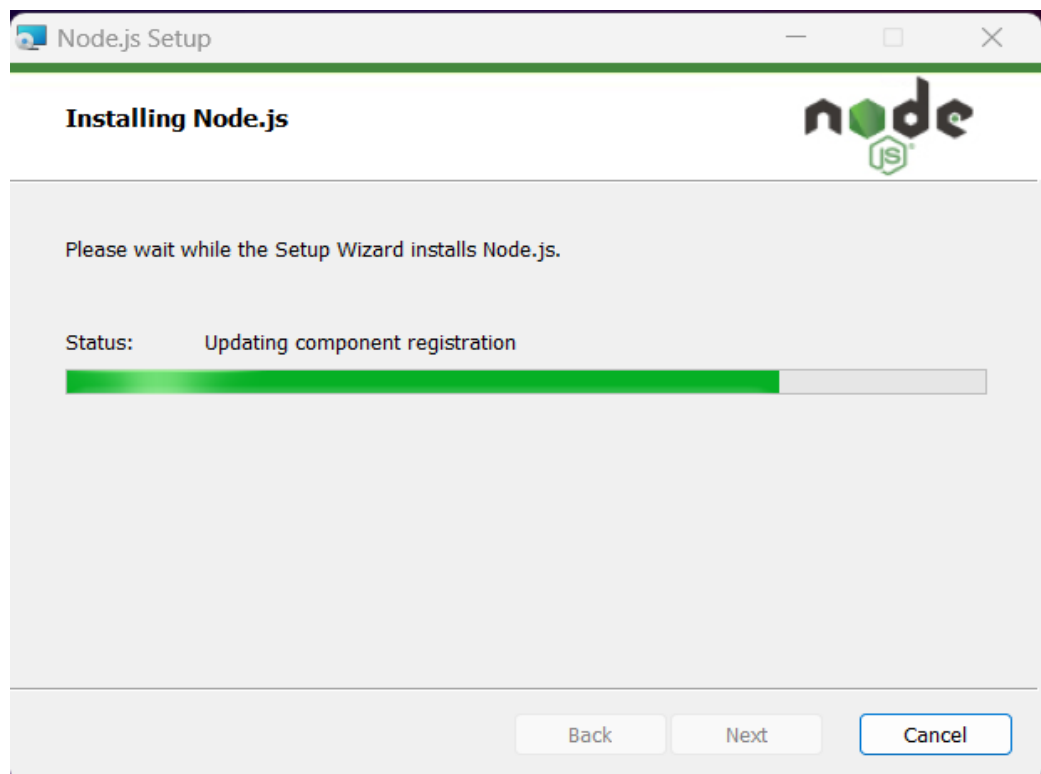 Node.js Setup
Installing Node.js
node
JS
Please wait while the Setup Wizard installs Node.js.
Status: Updating component registration
Back Next Cancel